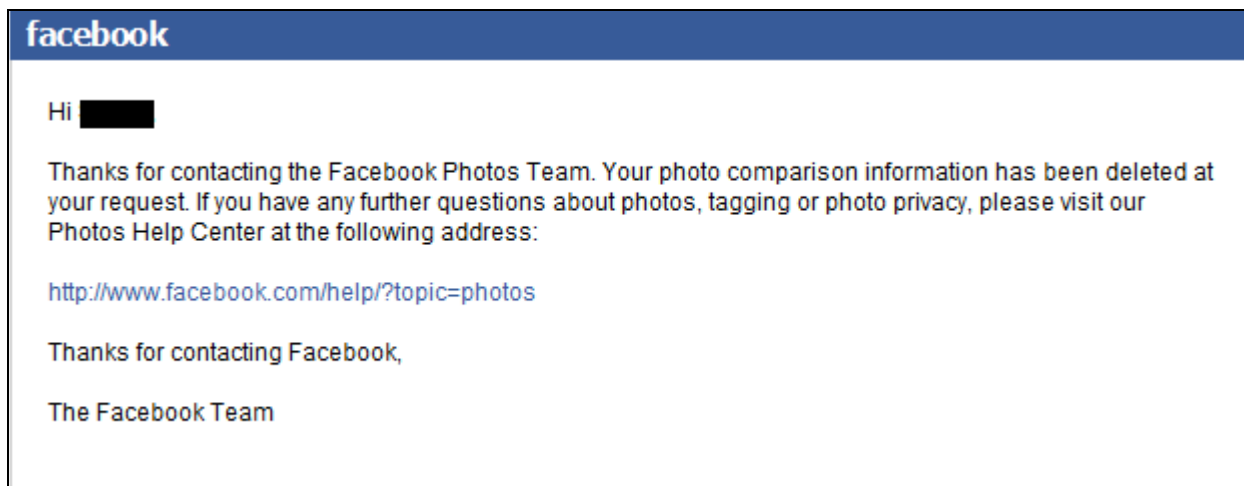 facebook
Hi
Thanks for contacting the Facebook Photos Team. Your photo comparison information has been deleted at
your request. If you have any further questions about photos, tagging or photo privacy, please visit our
Photos Help Center at the following address:
http://www.facebook.com/help/?topic=photos
Thanks for contacting Facebook,
The Facebook Team